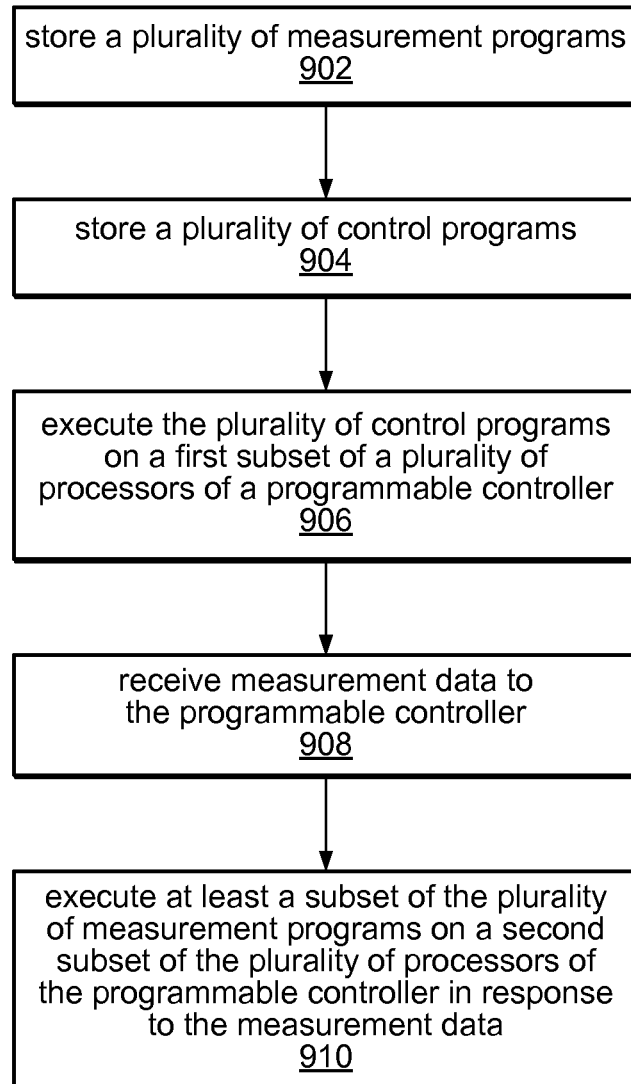 store a plurality of measurement programs
902
store a plurality of control programs
904
execute the plurality of control programs
on a first subset of a plurality of
processors of a programmable controller
906
receive measurement data to
the programmable controller
908
execute at least a subset of the plurality
of measurement programs on a second
subset of the plurality of processors of
the programmable controller in response
to the measurement data
910